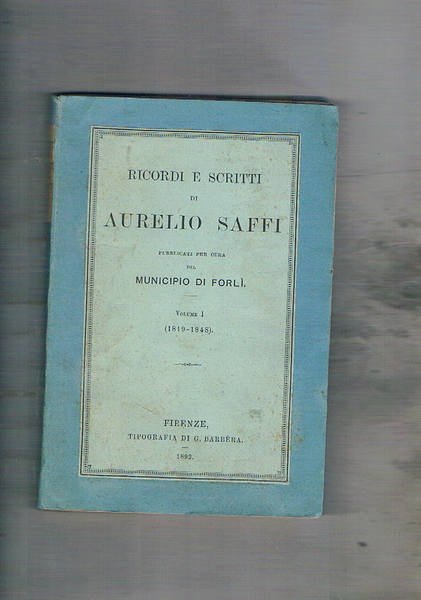 RICORDI E SCRITTI
DI
AURELIO SAFFI
PUBBLICATI PER CURA
DEL
MUNICIPIO DI FORLÌ.
VOLUME I
(1819-1848).
FIRENZE,
TIPOGRAFIA DI G. BARBÈRA.
1892.